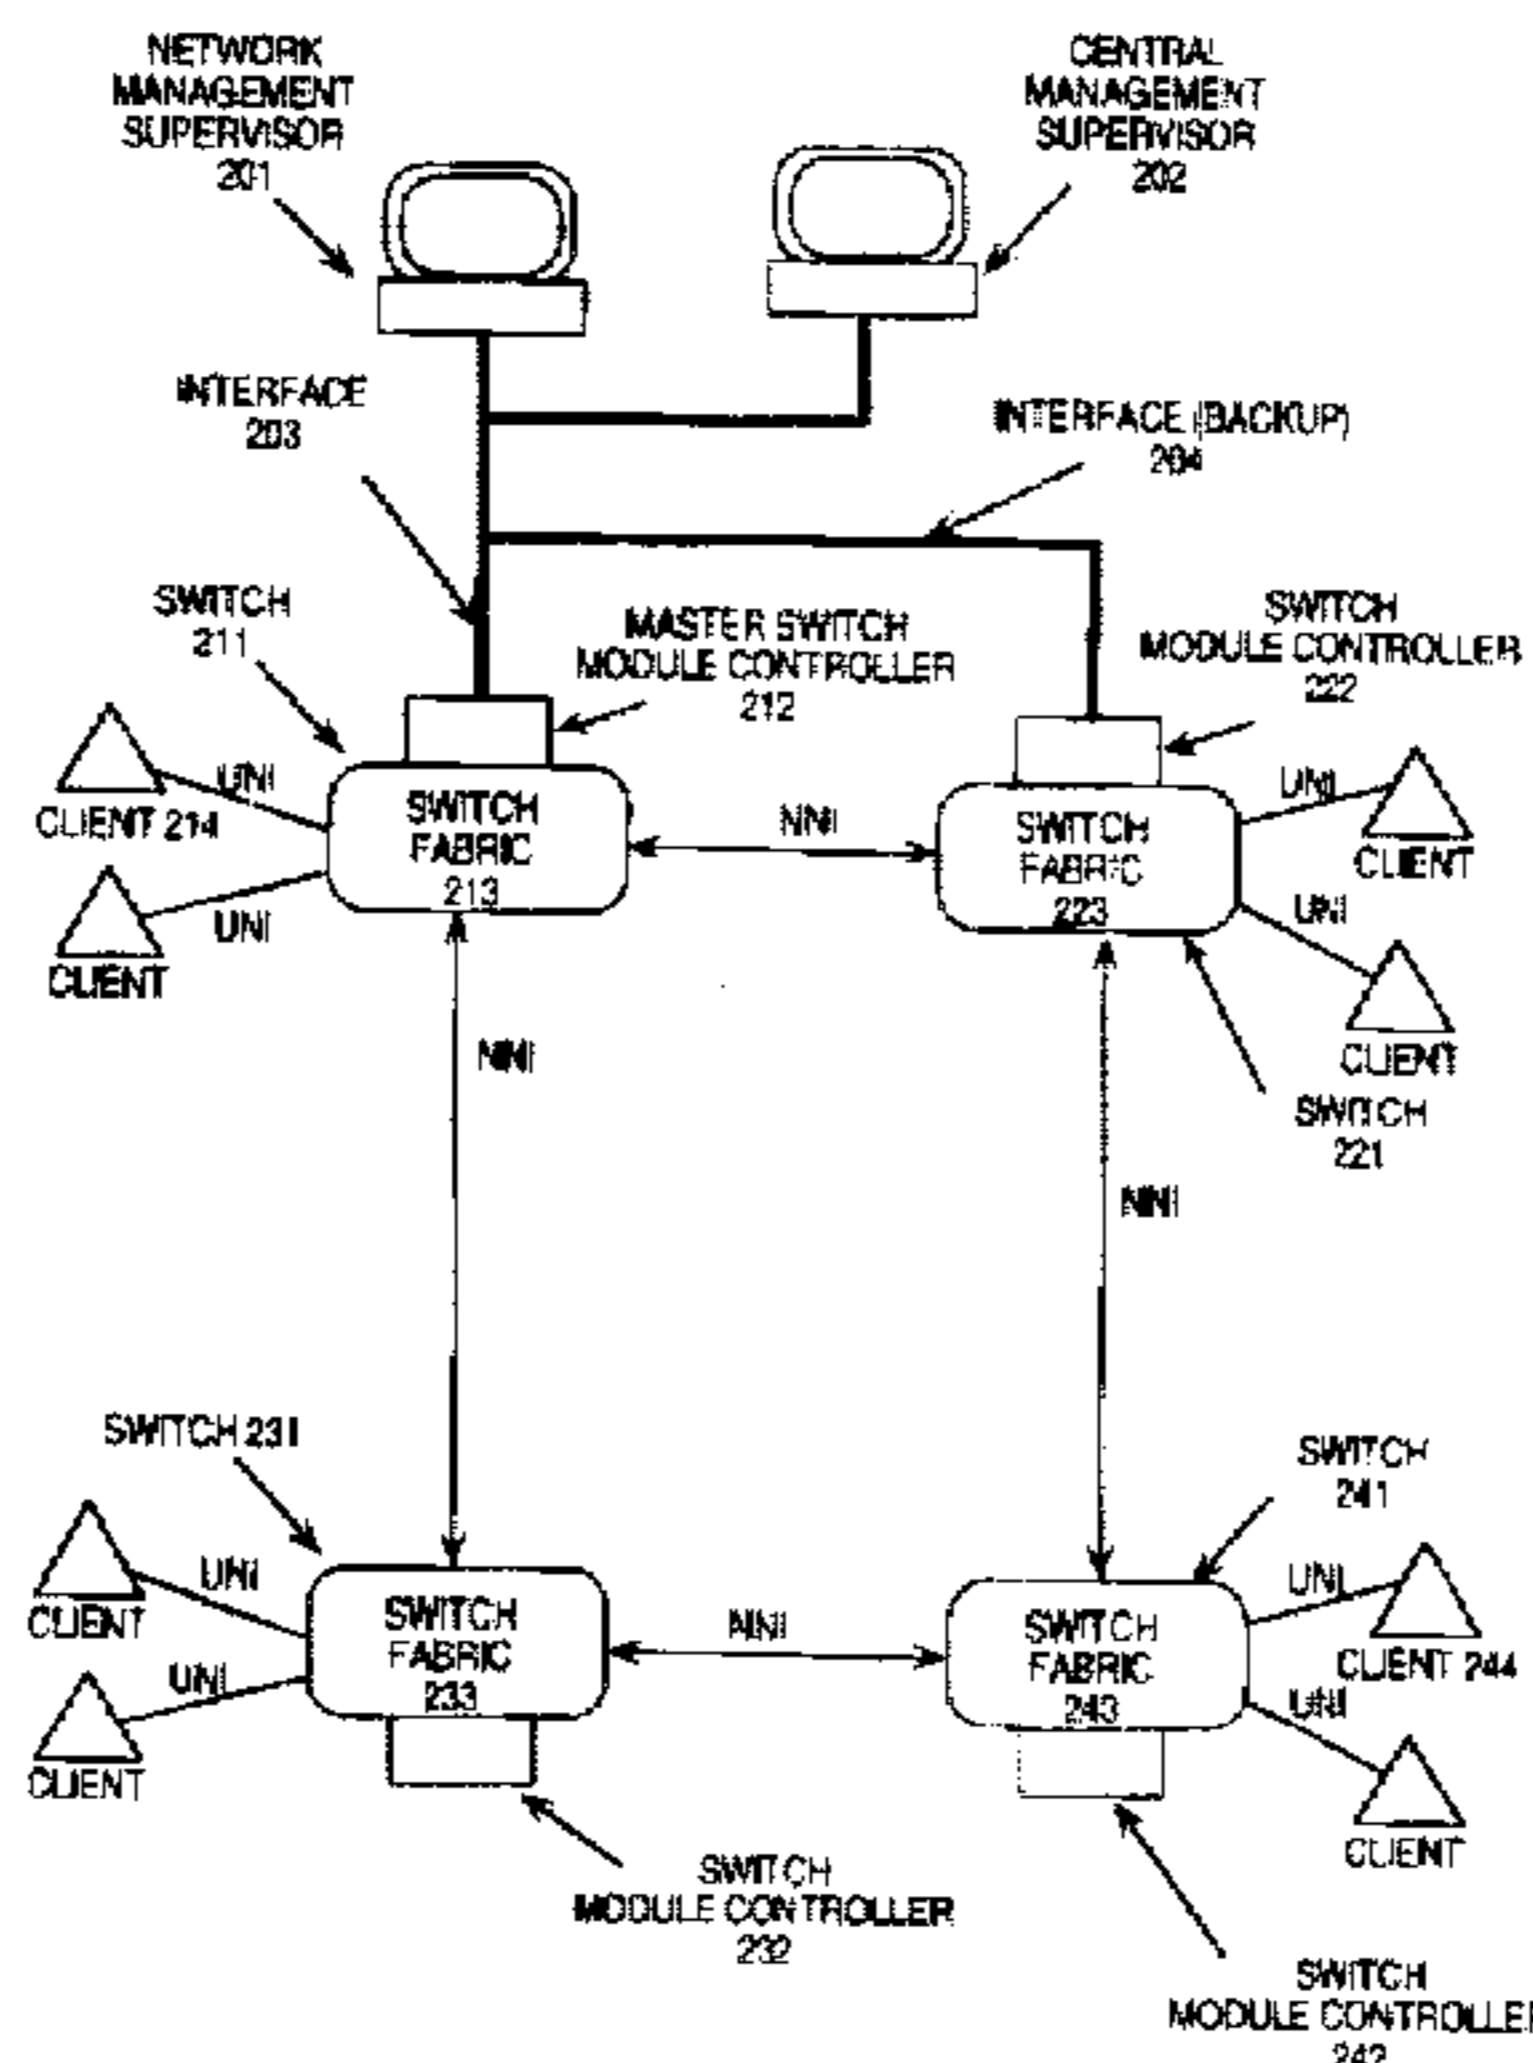 NETWORK
MANAGEMENT
SUPERVISOR
201
CENTRAL
MANAGEMENT
SUPERVISOR
202
INTERFACE
203
INTERFACE (BACKUP)
204
SWITCH
211
MASTER SWITCH
MODULE CONTROLLER
212
SWITCH
MODULE CONTROLLER
222
UNI
CLIENT 214
UNI
CLIENT
SWITCH
FABRIC
213
NNI
SWITCH
FABRIC
223
UNI
CLIENT
UNI
CLIENT
SWITCH
221
NNI
NNI
SWITCH 231
SWITCH
241
UNI
CLIENT
UNI
CLIENT
SWITCH
FABRIC
233
NNI
SWITCH
FABRIC
243
UNI
CLIENT 244
UNI
CLIENT
SWITCH
MODULE CONTROLLER
232
SWITCH
MODULE CONTROLLER
242